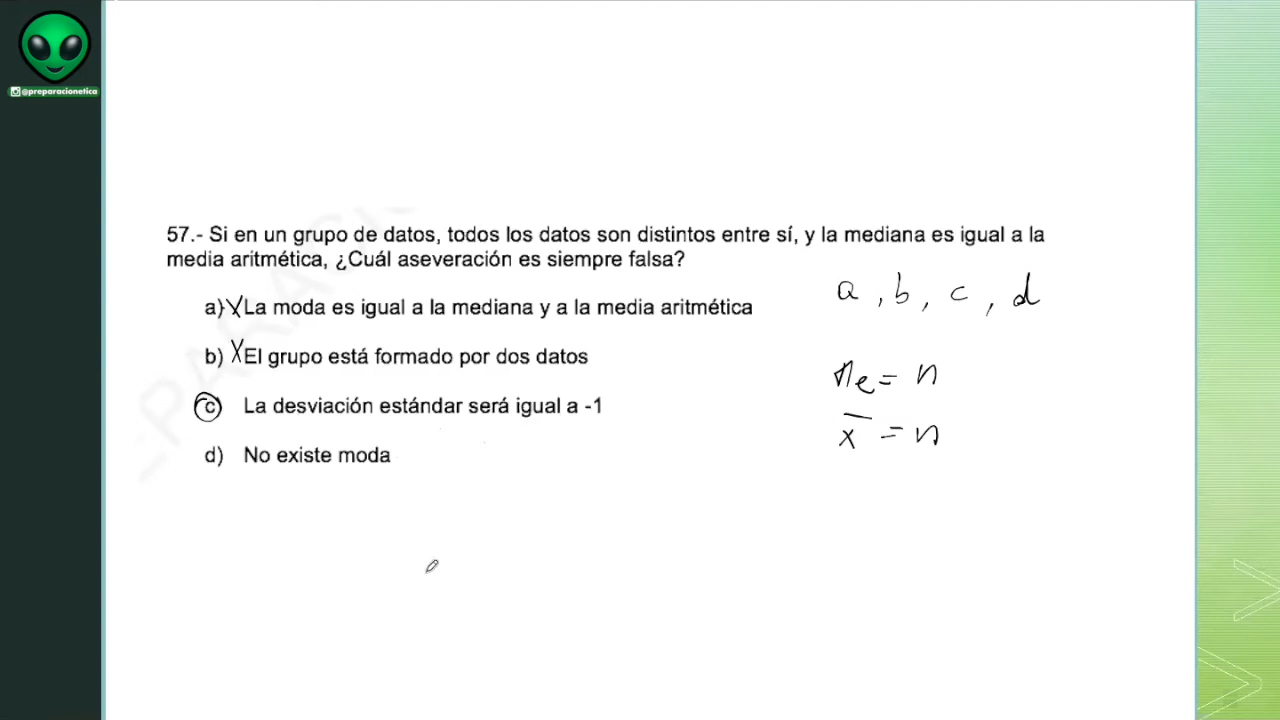 @preparacionetica
57.- Si en un grupo de datos, todos los datos son distintos entre sí, y la mediana es igual a la
media aritmética, ¿Cuál aseveración es siempre falsa?
a) X La moda es igual a la mediana y a la media aritmética
b) X El grupo está formado por dos datos
c) La desviación estándar será igual a -1
d) No existe moda
a, b, c, d
Me = n
x̅ = n